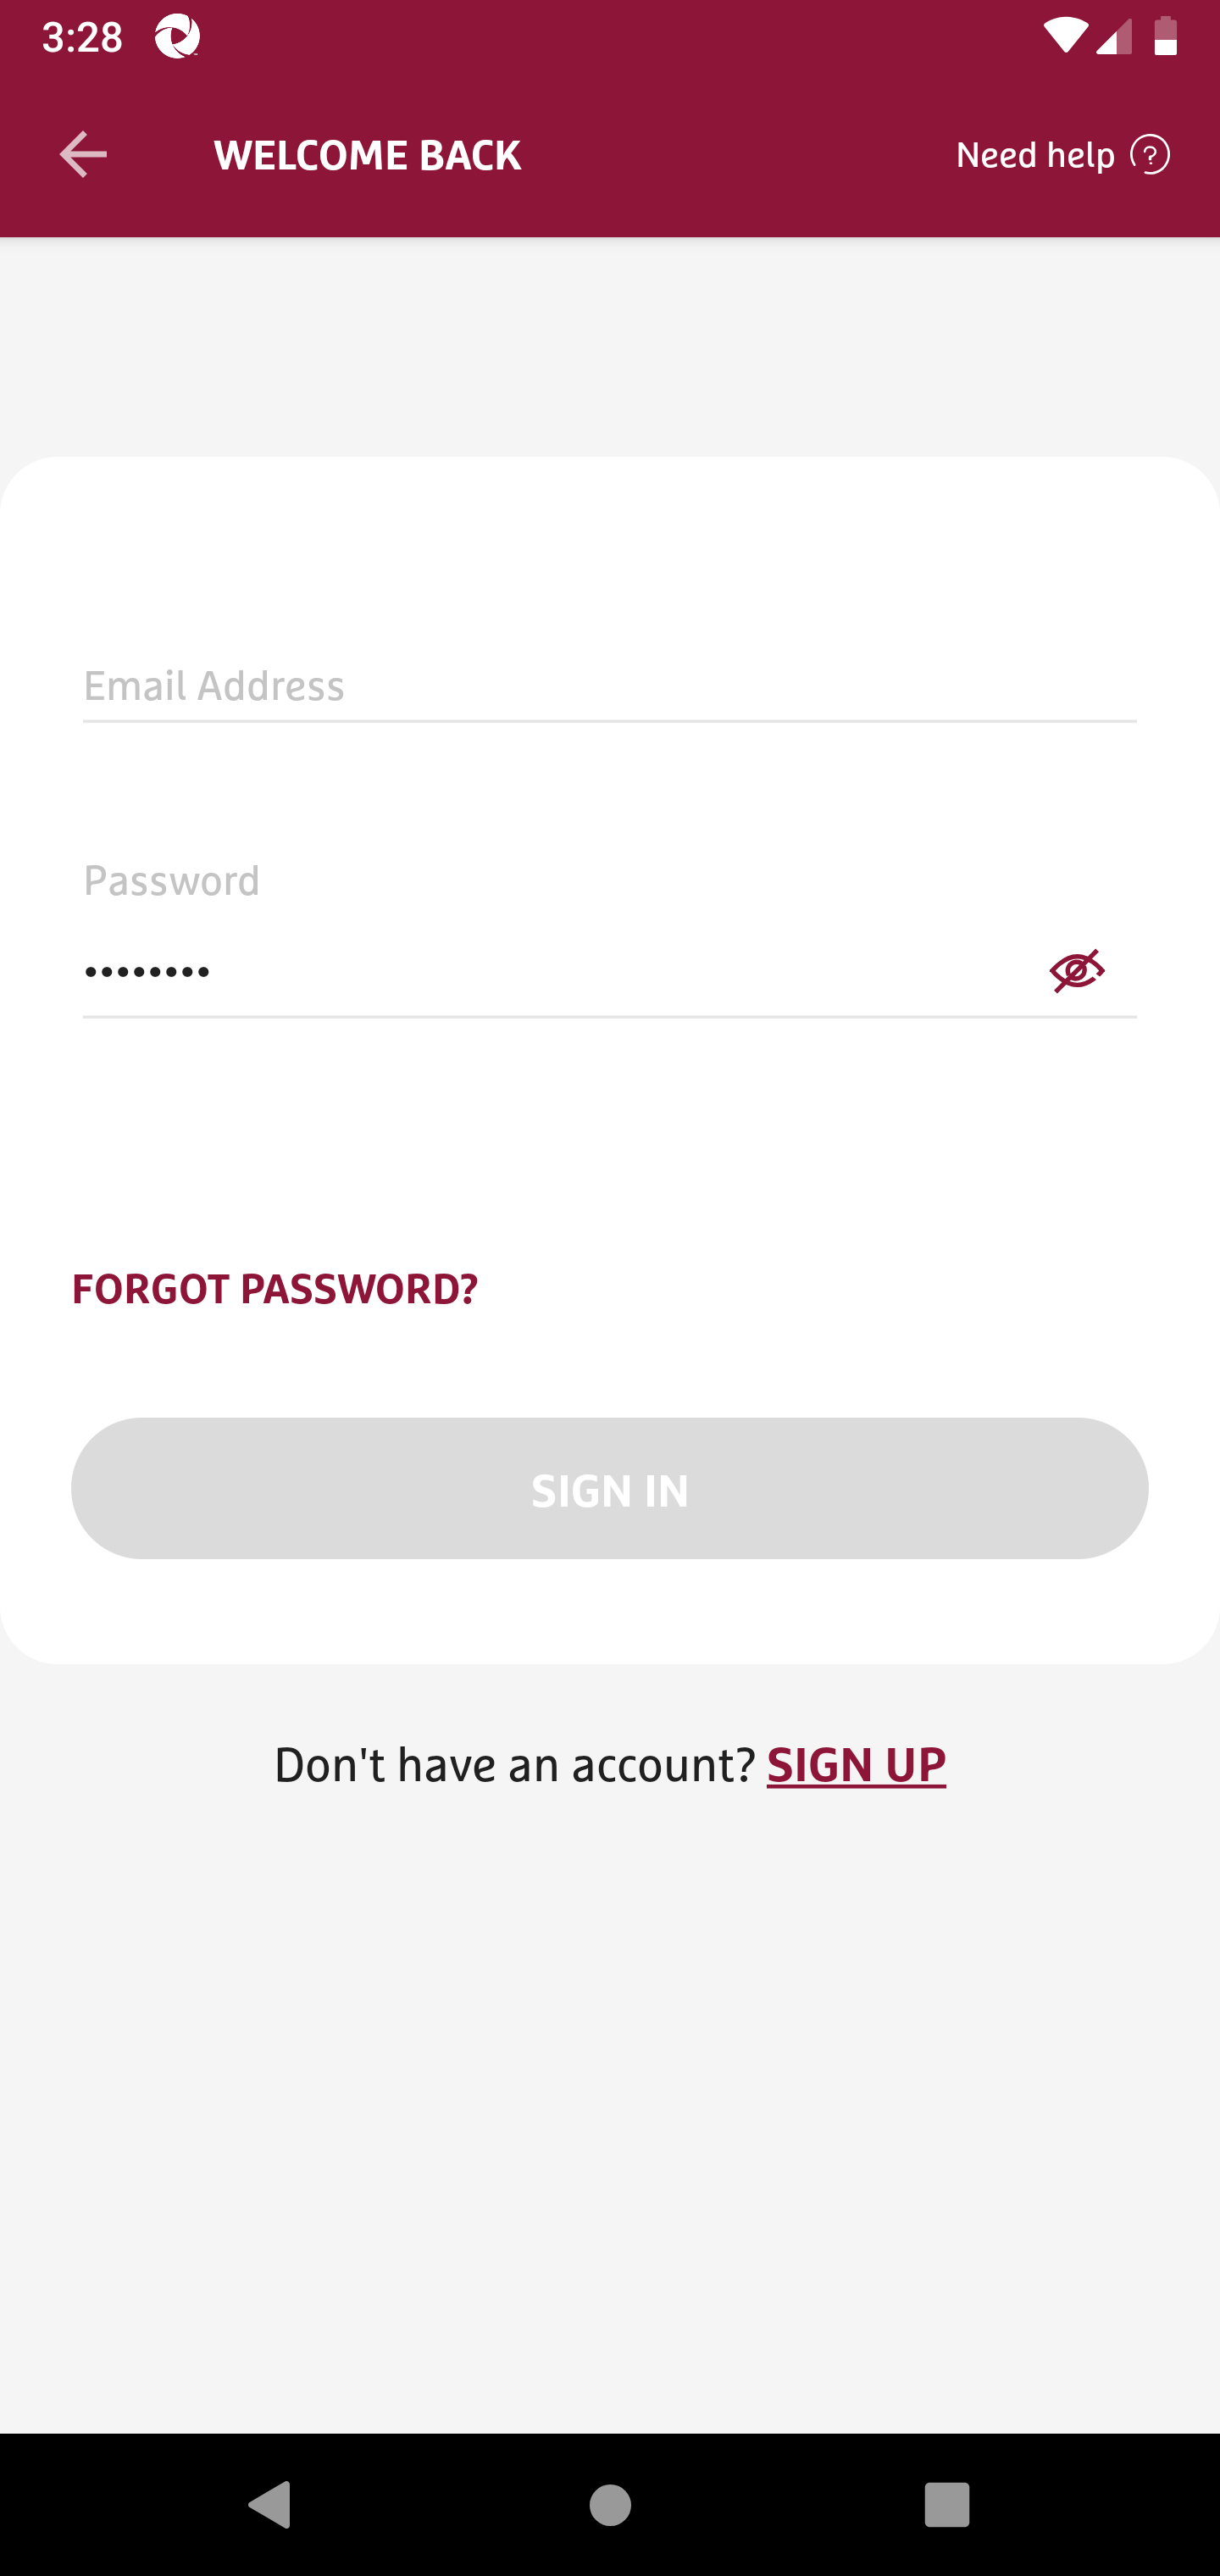 3:28
WELCOME BACK
Need help ?
Email Address
Password
••••••••
FORGOT PASSWORD?
SIGN IN
Don't have an account? SIGN UP